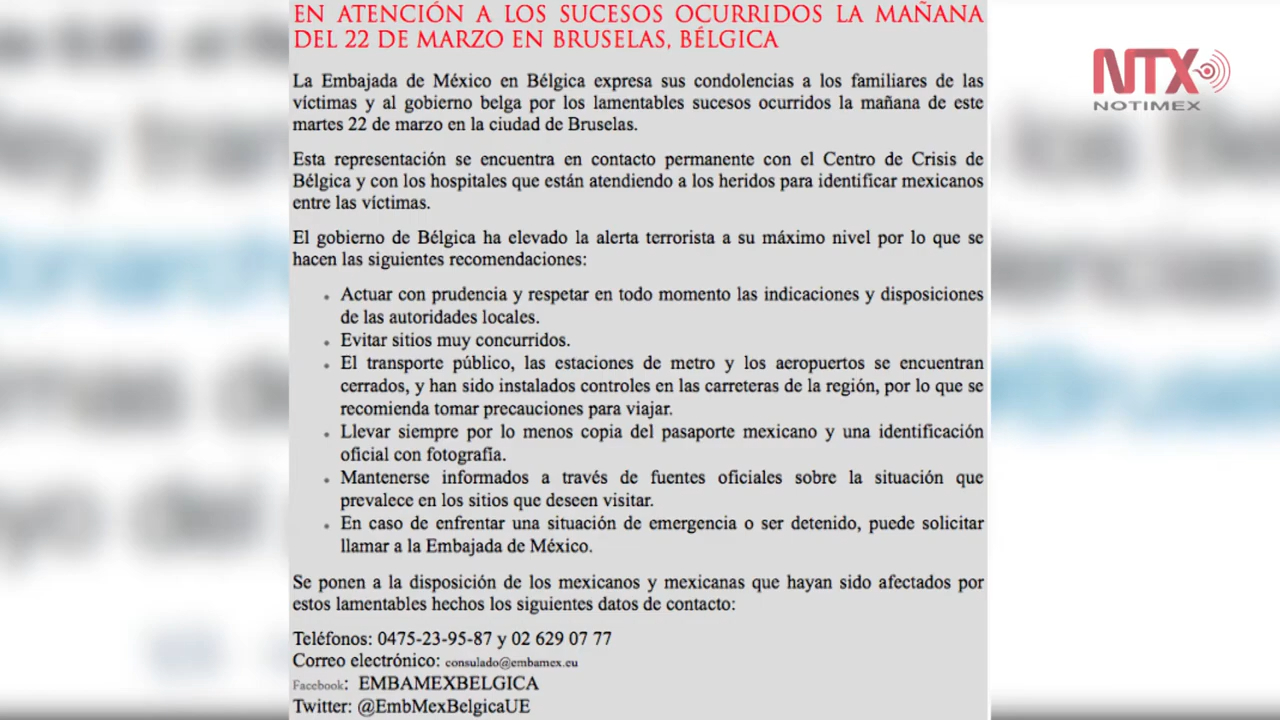 EN ATENCIÓN A LOS SUCESOS OCURRIDOS LA MAÑANA
DEL 22 DE MARZO EN BRUSELAS, BÉLGICA
NTX
NOTIMEX
La Embajada de México en Bélgica expresa sus condolencias a los familiares de las
víctimas y al gobierno belga por los lamentables sucesos ocurridos la mañana de este
martes 22 de marzo en la ciudad de Bruselas.
Esta representación se encuentra en contacto permanente con el Centro de Crisis de
Bélgica y con los hospitales que están atendiendo a los heridos para identificar mexicanos
entre las víctimas.
El gobierno de Bélgica ha elevado la alerta terrorista a su máximo nivel por lo que se
hacen las siguientes recomendaciones:
• Actuar con prudencia y respetar en todo momento las indicaciones y disposiciones
de las autoridades locales.
• Evitar sitios muy concurridos.
• El transporte público, las estaciones de metro y los aeropuertos se encuentran
cerrados, y han sido instalados controles en las carreteras de la región, por lo que se
recomienda tomar precauciones para viajar.
• Llevar siempre por lo menos copia del pasaporte mexicano y una identificación
oficial con fotografía.
• Mantenerse informados a través de fuentes oficiales sobre la situación que
prevalece en los sitios que deseen visitar.
• En caso de enfrentar una situación de emergencia o ser detenido, puede solicitar
llamar a la Embajada de México.
Se ponen a la disposición de los mexicanos y mexicanas que hayan sido afectados por
estos lamentables hechos los siguientes datos de contacto:
Teléfonos: 0475-23-95-87 y 02 629 07 77
Correo electrónico: consulado@embamex.eu
Facebook: EMBAMEXBELGICA
Twitter: @EmbMexBelgicaUE